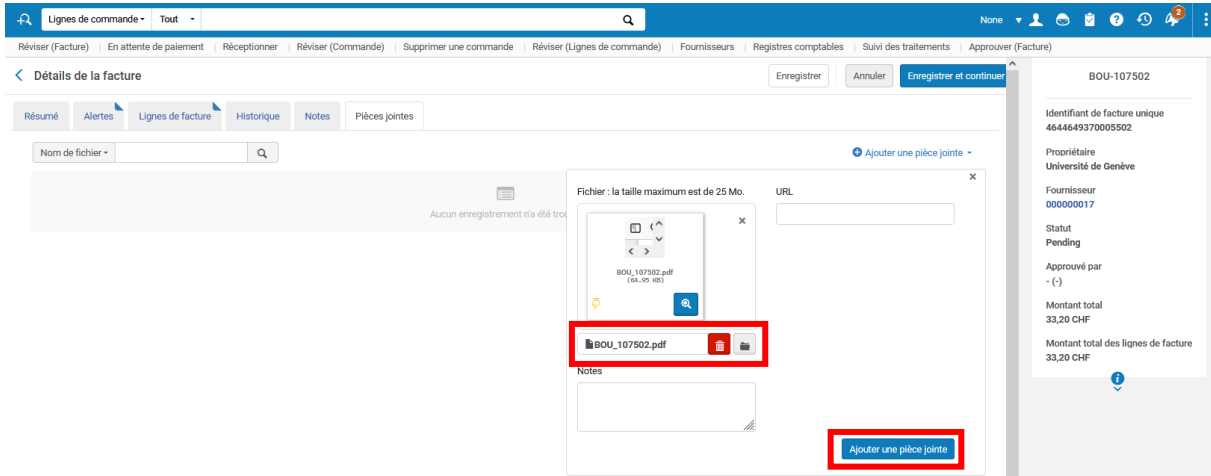 Lignes de commande Tout None 2
Réviser (Facture) | En attente de paiement | Réceptionner | Réviser (Commande) | Supprimer une commande | Réviser (Lignes de commande) | Fournisseurs | Registres comptables | Suivi des traitements | Approuver (Facture)
Détails de la facture Enregistrer Annuler Enregistrer et continuer
Résumé Alertes Lignes de facture Historique Notes Pièces jointes
Nom de fichier Ajouter une pièce jointe
Aucun enregistrement n'a été trou
Fichier : la taille maximum est de 25 Mo. URL
BOU_107502.pdf
(64.95 KB)
BOU_107502.pdf
Notes
Ajouter une pièce jointe
BOU-107502
Identifiant de facture unique
4644649370005502
Propriétaire
Université de Genève
Fournisseur
000000017
Statut
Pending
Approuvé par
- (-)
Montant total
33,20 CHF
Montant total des lignes de facture
33,20 CHF